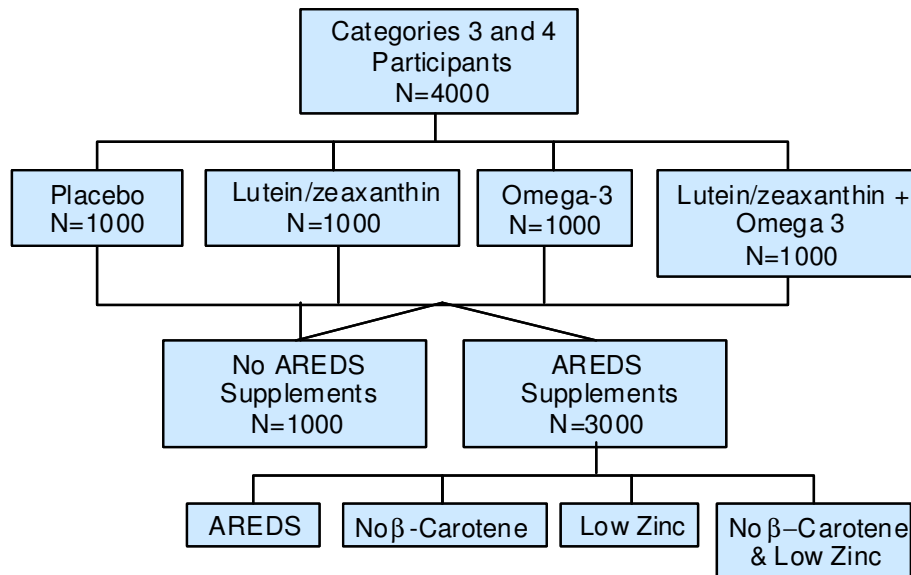 Categories 3 and 4
Participants
N=4000
Placebo
N=1000
Lutein/zeaxanthin
N=1000
Omega-3
N=1000
Lutein/zeaxanthin +
Omega 3
N=1000
No AREDS
Supplements
N=1000
AREDS
Supplements
N=3000
AREDS
No β-Carotene
Low Zinc
No β–Carotene
& Low Zinc